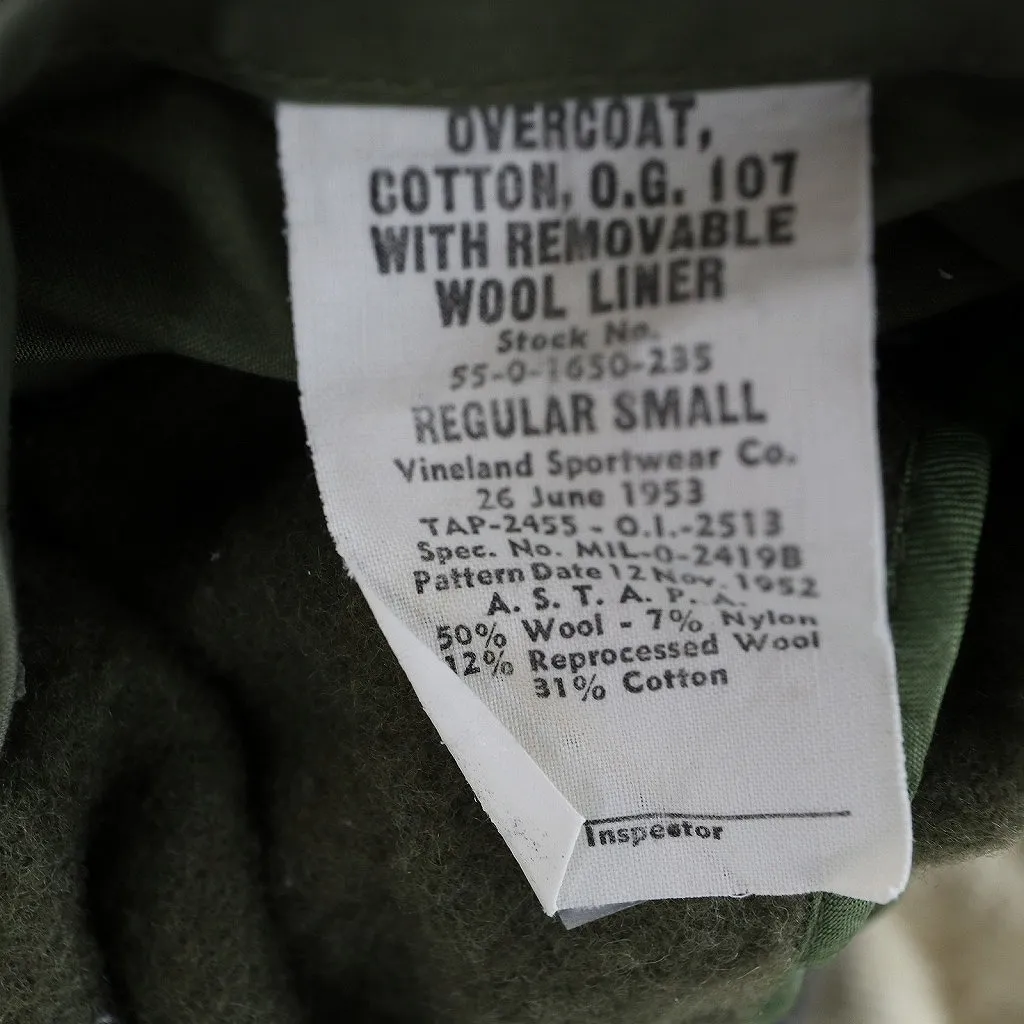 OVERCOAT,
COTTON, O.G. 107
WITH REMOVABLE
WOOL LINER
Stock No.
55-0-1650-235
REGULAR SMALL
Vineland Sportwear Co.
26 June 1953
TAP-2455 - O.I.-2513
Spec. No. MIL-O-2419B
Pattern Date 12 Nov. 1952
A. S. T. A. P. A.
50% Wool - 7% Nylon
12% Reprocessed Wool
31% Cotton
Inspector